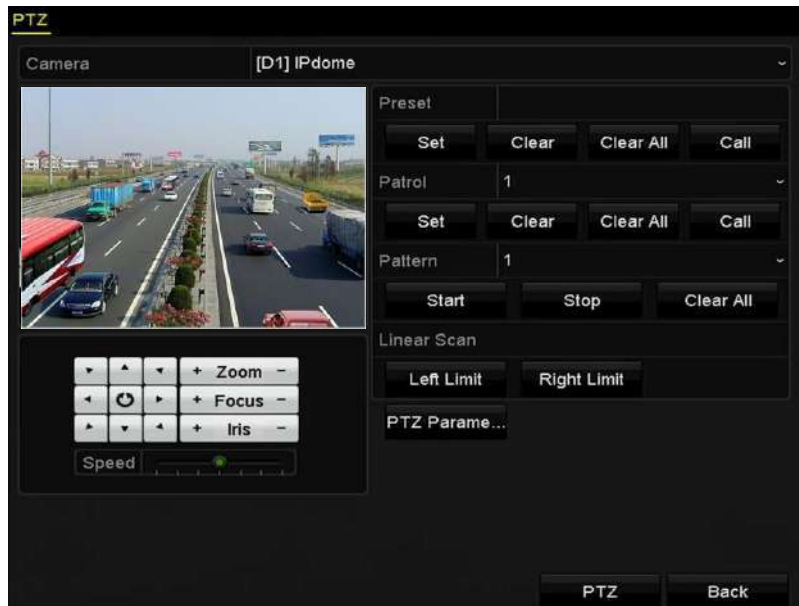 PTZ
Camera [D1] IPdome
Preset
Set Clear Clear All Call
Patrol 1
Set Clear Clear All Call
Pattern 1
Start Stop Clear All
Linear Scan
Left Limit Right Limit
PTZ Parame...
+ Zoom -
+ Focus -
+ Iris -
Speed
PTZ Back